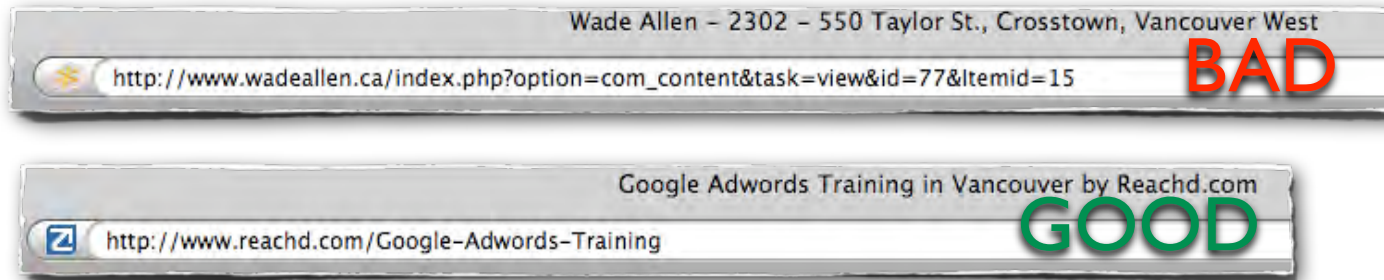 Wade Allen – 2302 – 550 Taylor St., Crosstown, Vancouver West
BAD
http://www.wadeallen.ca/index.php?option=com_content&task=view&id=77&Itemid=15
Google Adwords Training in Vancouver by Reachd.com
GOOD
http://www.reachd.com/Google-Adwords-Training